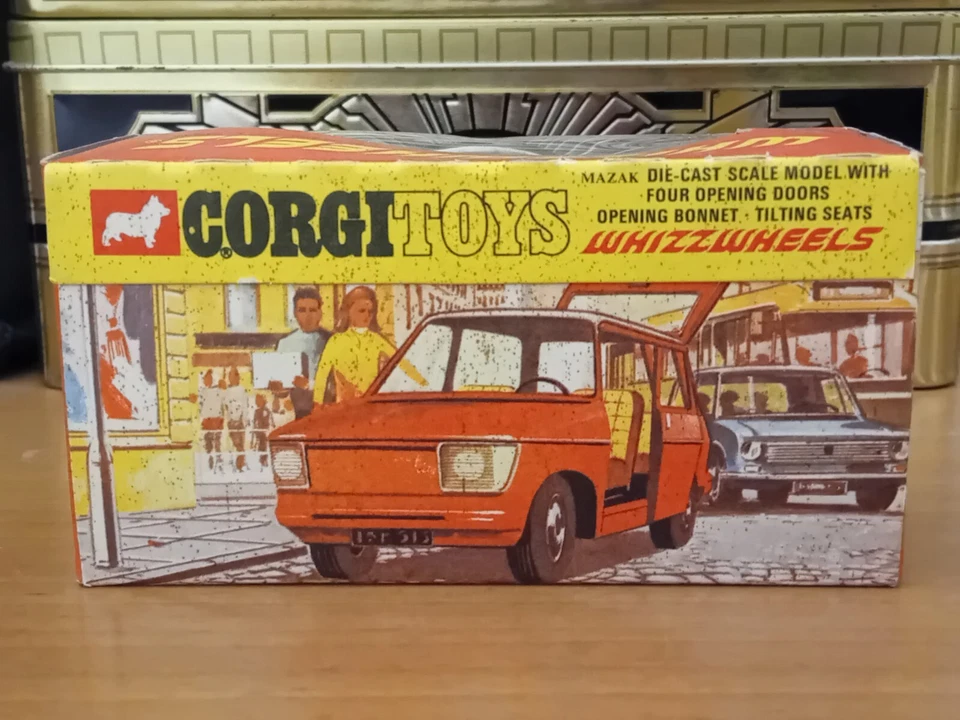 CORGI TOYS
MAZAK DIE-CAST SCALE MODEL WITH
FOUR OPENING DOORS
OPENING BONNET · TILTING SEATS
WHIZZWHEELS